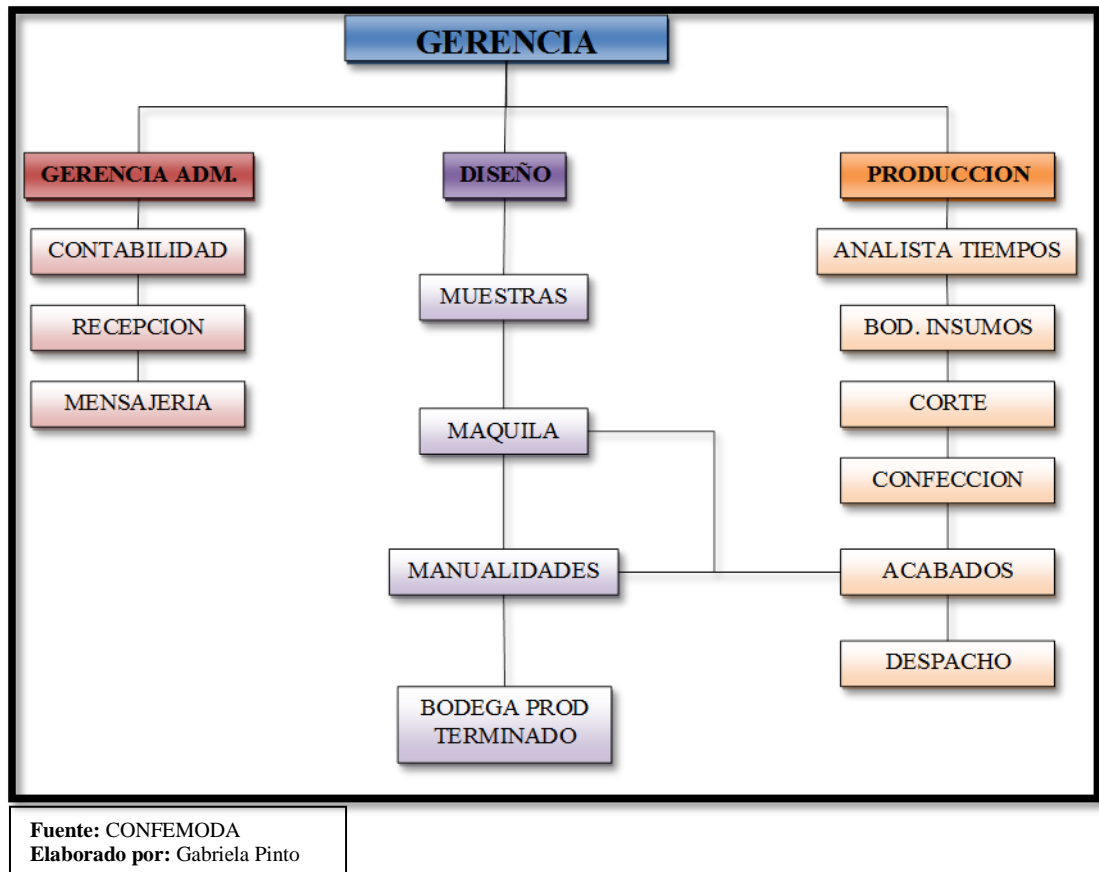 GERENCIA
GERENCIA ADM.
CONTABILIDAD
RECEPCION
MENSAJERIA
DISEÑO
MUESTRAS
MAQUILA
MANUALIDADES
BODEGA PROD
TERMINADO
PRODUCCION
ANALISTA TIEMPOS
BOD. INSUMOS
CORTE
CONFECCION
ACABADOS
DESPACHO
Fuente: CONFEMODA
Elaborado por: Gabriela Pinto